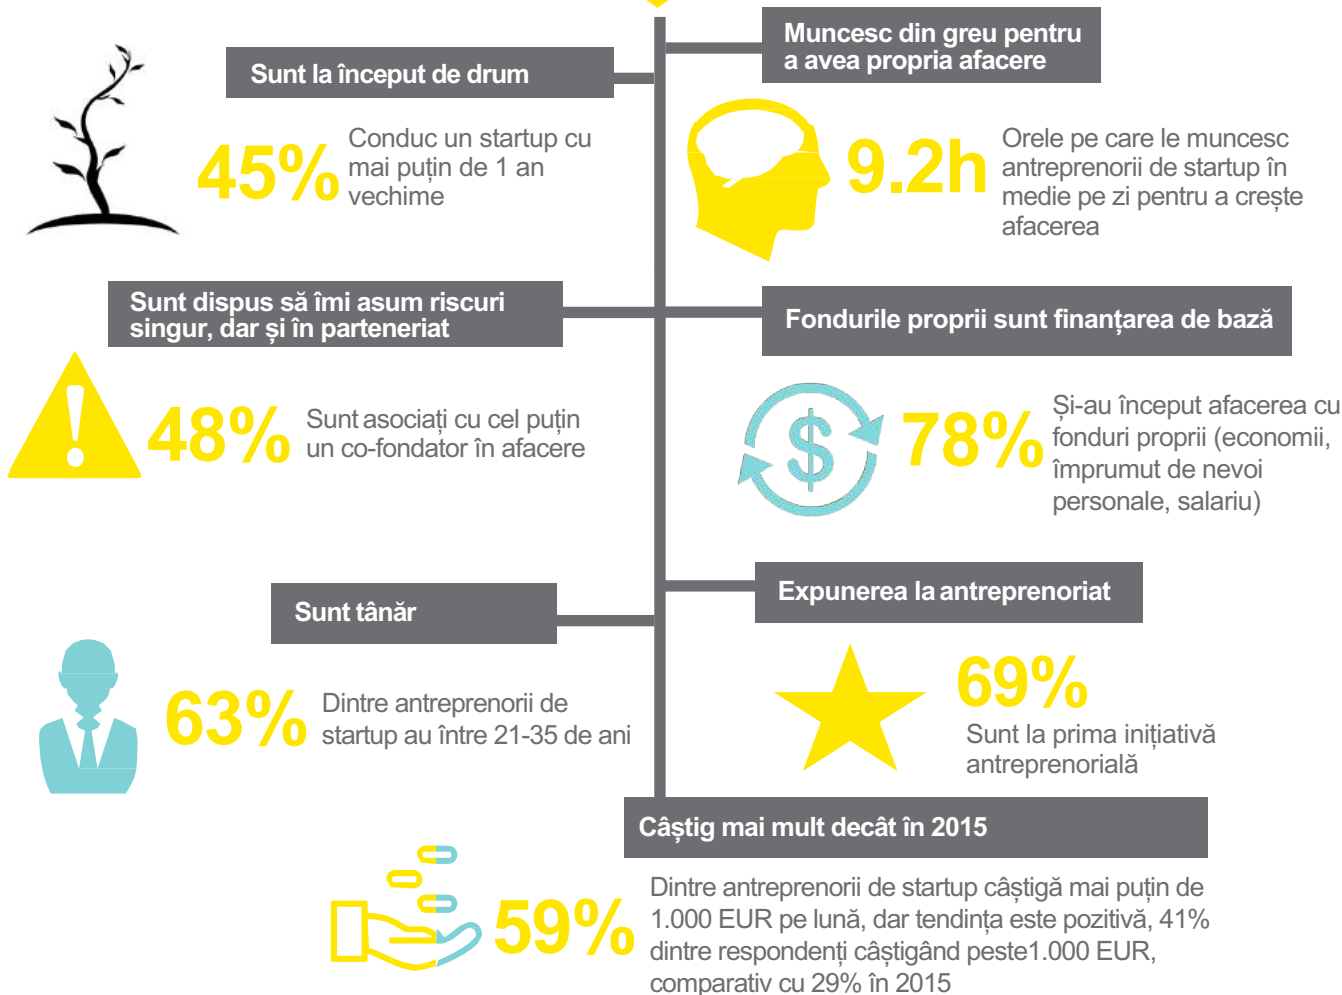 Sunt la început de drum
45%
Conduc un startup cu
mai puțin de 1 an
vechime
Muncesc din greu pentru
a avea propria afacere
9.2h
Orele pe care le muncesc
antreprenorii de startup în
medie pe zi pentru a crește
afacerea
Sunt dispus să îmi asum riscuri
singur, dar și în parteneriat
48%
Sunt asociați cu cel puțin
un co-fondator în afacere
Fondurile proprii sunt finanțarea de bază
$
78%
Și-au început afacerea cu
fonduri proprii (economii,
împrumut de nevoi
personale, salariu)
Sunt tânăr
63%
Dintre antreprenorii de
startup au între 21-35 de ani
Expunerea la antreprenoriat
69%
Sunt la prima inițiativă
antreprenorială
Câștig mai mult decât în 2015
59%
Dintre antreprenorii de startup câștigă mai puțin de
1.000 EUR pe lună, dar tendința este pozitivă, 41%
dintre respondenți câștigând peste1.000 EUR,
comparativ cu 29% în 2015